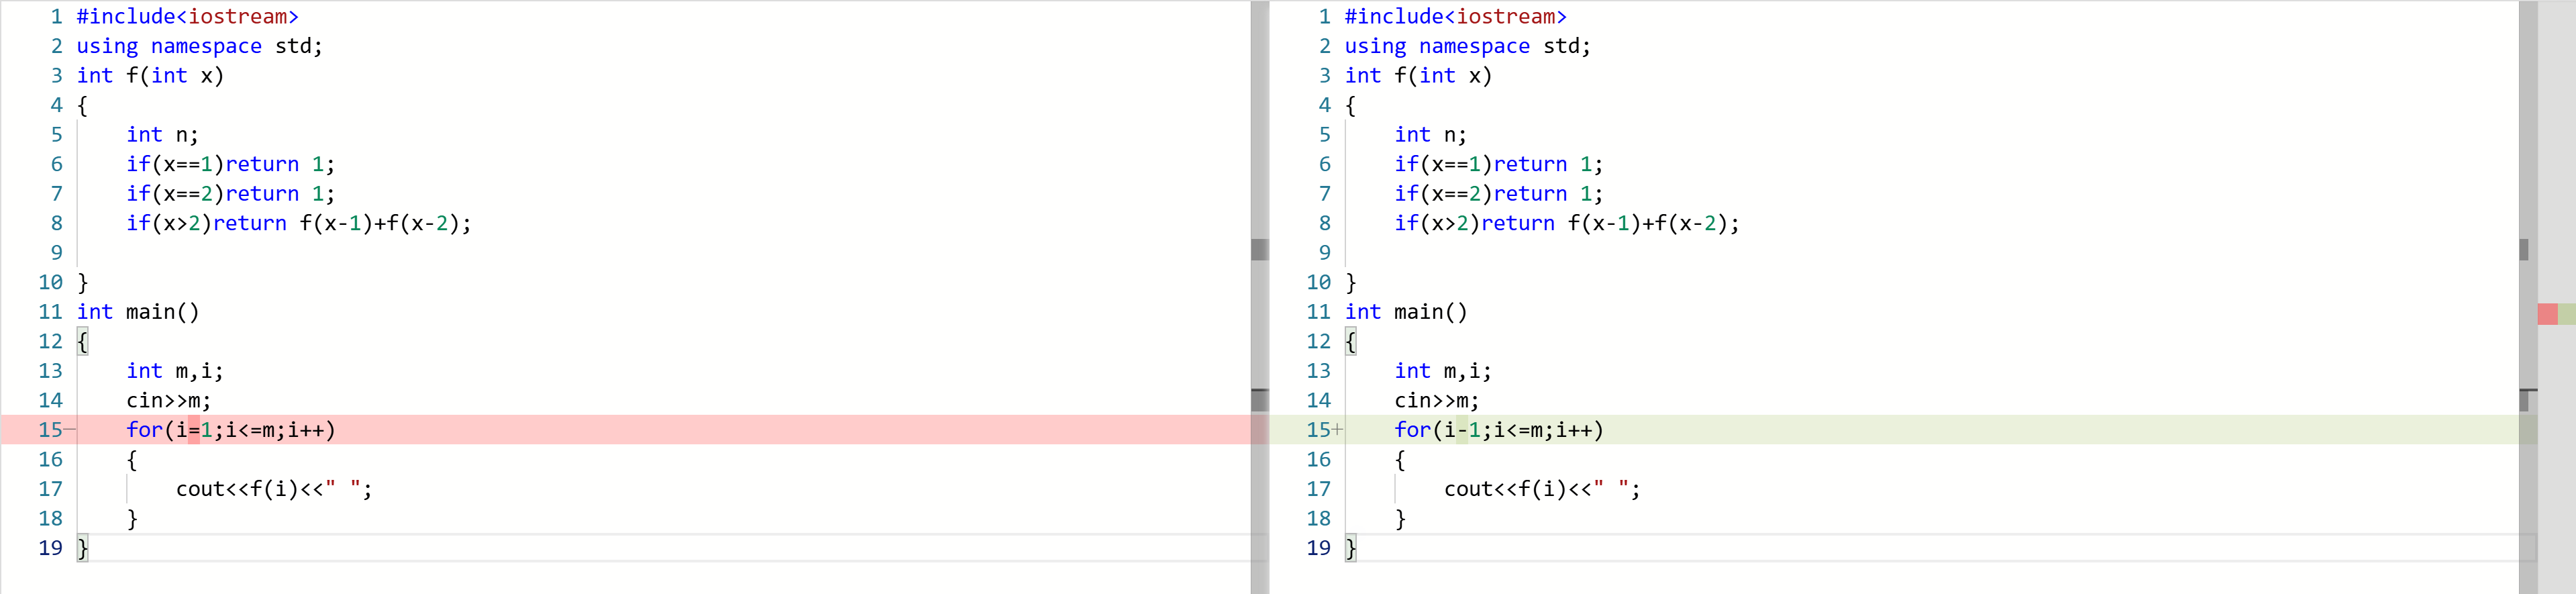 1 #include<iostream>
2 using namespace std;
3 int f(int x)
4 {
5     int n;
6     if(x==1)return 1;
7     if(x==2)return 1;
8     if(x>2)return f(x-1)+f(x-2);
9
10 }
11 int main()
12 {
13     int m,i;
14     cin>>m;
15−    for(i=1;i<=m;i++)
16     {
17         cout<<f(i)<<" ";
18     }
19 }
1 #include<iostream>
2 using namespace std;
3 int f(int x)
4 {
5     int n;
6     if(x==1)return 1;
7     if(x==2)return 1;
8     if(x>2)return f(x-1)+f(x-2);
9
10 }
11 int main()
12 {
13     int m,i;
14     cin>>m;
15+    for(i-1;i<=m;i++)
16     {
17         cout<<f(i)<<" ";
18     }
19 }